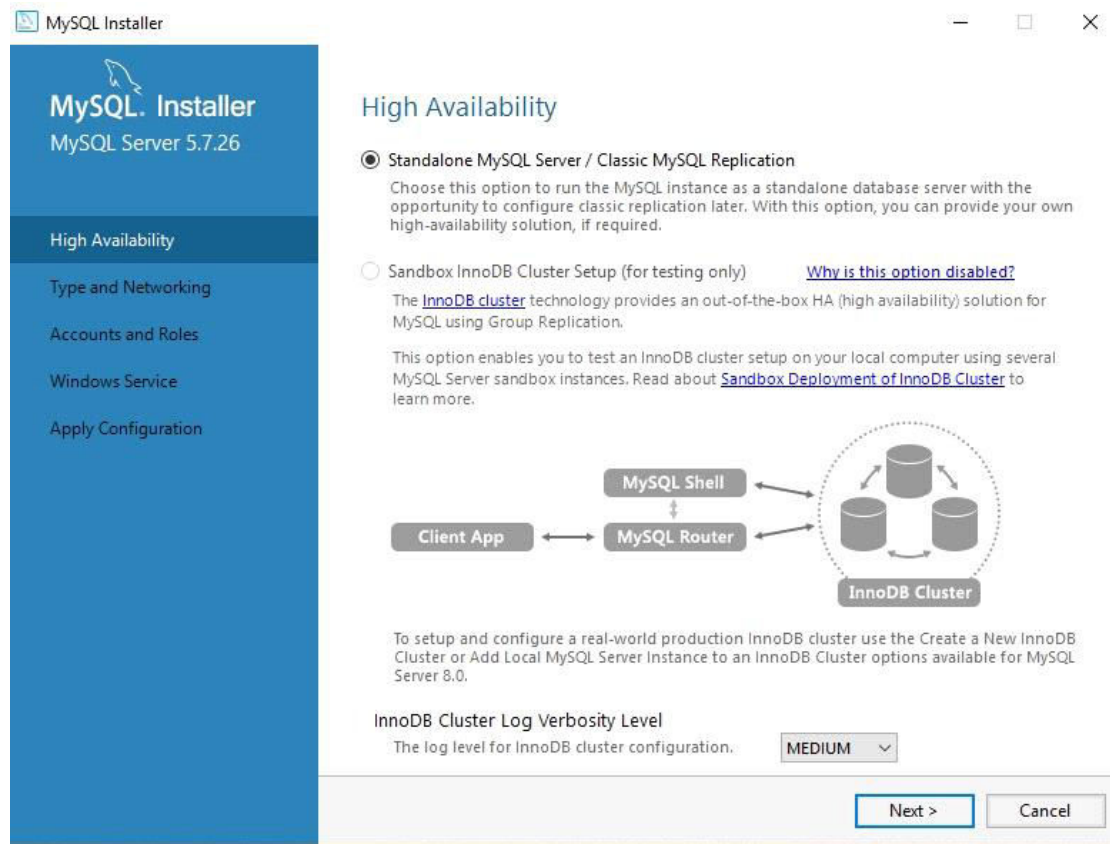 MySQL Installer
MySQL. Installer
MySQL Server 5.7.26
High Availability
Type and Networking
Accounts and Roles
Windows Service
Apply Configuration
High Availability
Standalone MySQL Server / Classic MySQL Replication
Choose this option to run the MySQL instance as a standalone database server with the
opportunity to configure classic replication later. With this option, you can provide your own
high-availability solution, if required.
Sandbox InnoDB Cluster Setup (for testing only) Why is this option disabled?
The InnoDB cluster technology provides an out-of-the-box HA (high availability) solution for
MySQL using Group Replication.
This option enables you to test an InnoDB cluster setup on your local computer using several
MySQL Server sandbox instances. Read about Sandbox Deployment of InnoDB Cluster to
learn more.
MySQL Shell
Client App
MySQL Router
InnoDB Cluster
To setup and configure a real-world production InnoDB cluster use the Create a New InnoDB
Cluster or Add Local MySQL Server Instance to an InnoDB Cluster options available for MySQL
Server 8.0.
InnoDB Cluster Log Verbosity Level
The log level for InnoDB cluster configuration. MEDIUM
Next > Cancel